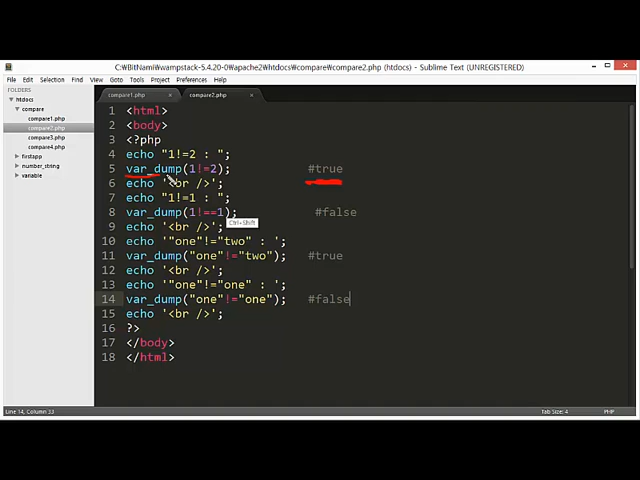 C:₩BitNami₩wampstack-5.4.20-0₩apache2₩htdocs₩compare₩compare2.php (htdocs) - Sublime Text (UNREGISTERED)
File Edit Selection Find View Goto Tools Project Preferences Help
htdocs
compare
compare1.php
compare2.php
compare3.php
compare4.php
firstapp
number_string
variable
compare1.php × compare2.php ×
1 <html>
2 <body>
3 <?php
4 echo "1!=2 : ";
5 var_dump(1!=2); #true
6 echo '<br />';
7 echo "1!=1 : ";
8 var_dump(1!==1); #false
Ctrl-Shift
9 echo '<br />';
10 echo '"one"!="two" : ';
11 var_dump("one"!="two"); #true
12 echo '<br />';
13 echo '"one"!="one" : ';
14 var_dump("one"!="one"); #false
15 echo '<br />';
16 ?>
17 </body>
18 </html>
Line 14, Column 33 Tab Size: 4 PHP